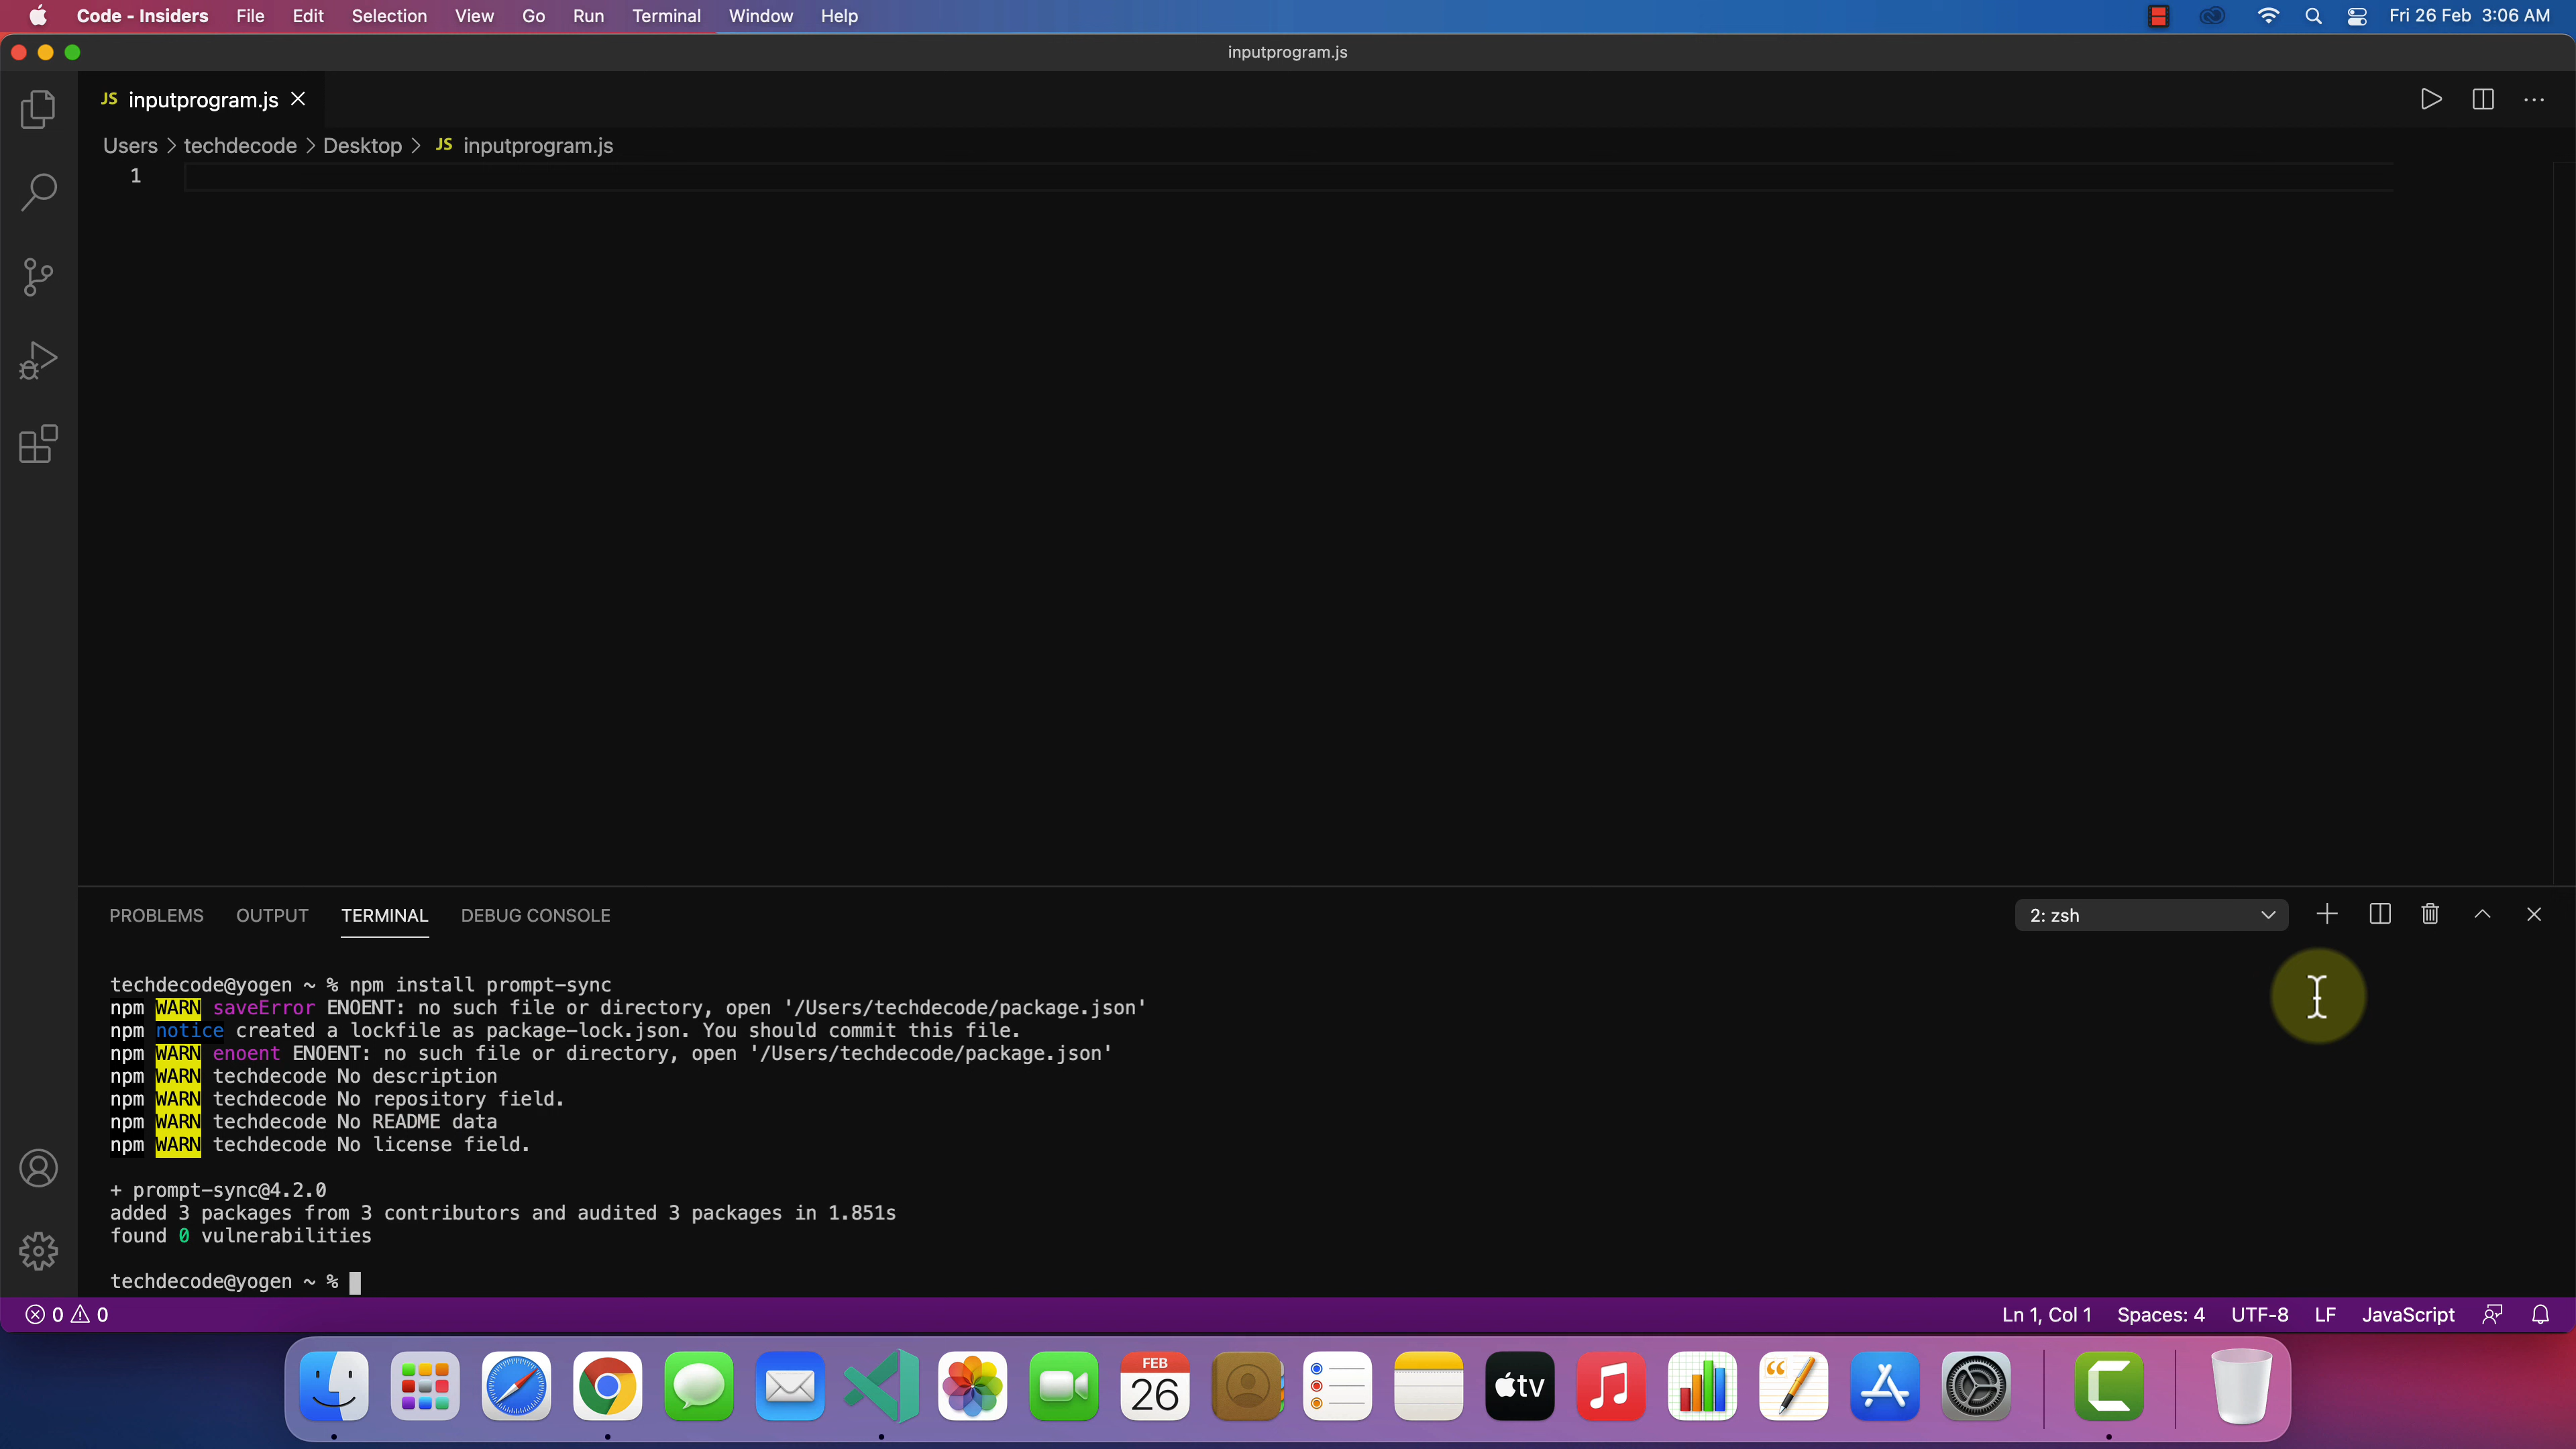 Code - Insiders File Edit Selection View Go Run Terminal Window Help Fri 26 Feb 3:06 AM
inputprogram.js
JS inputprogram.js
Users > techdecode > Desktop > JS inputprogram.js
1
PROBLEMS OUTPUT TERMINAL DEBUG CONSOLE 2: zsh
techdecode@yogen ~ % npm install prompt-sync
npm WARN saveError ENOENT: no such file or directory, open '/Users/techdecode/package.json'
npm notice created a lockfile as package-lock.json. You should commit this file.
npm WARN enoent ENOENT: no such file or directory, open '/Users/techdecode/package.json'
npm WARN techdecode No description
npm WARN techdecode No repository field.
npm WARN techdecode No README data
npm WARN techdecode No license field.
+ prompt-sync@4.2.0
added 3 packages from 3 contributors and audited 3 packages in 1.851s
found 0 vulnerabilities
techdecode@yogen ~ %
0 0 Ln 1, Col 1 Spaces: 4 UTF-8 LF JavaScript
FEB
26
tv